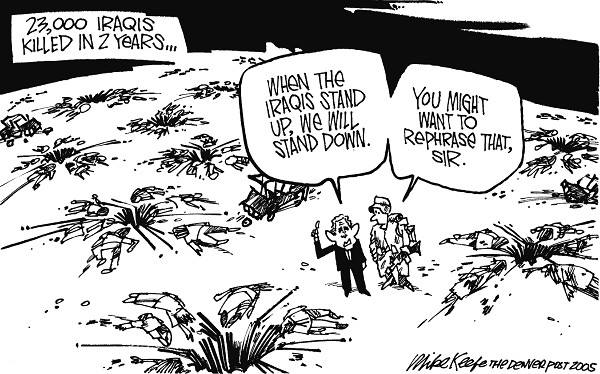 23,000 IRAQIS
KILLED IN 2 YEARS...
WHEN THE
IRAQIS STAND
UP, WE WILL
STAND DOWN.
YOU MIGHT
WANT TO
REPHRASE THAT,
SIR.
Mike Keefe THE DENVER POST 2005